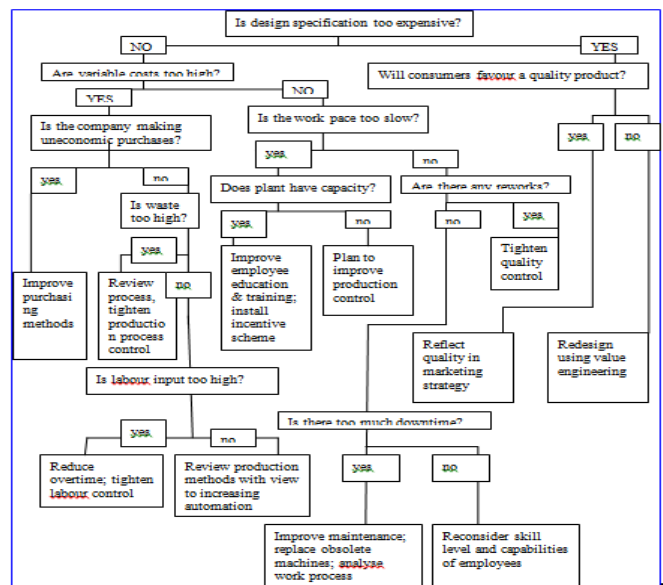 Is design specification too expensive?
NO
YES
Are variable costs too high?
Will consumers favour a quality product?
YES
NO
Is the company making
uneconomic purchases?
Is the work pace too slow?
yes
no
yes
no
yes
no
Does plant have capacity?
Are there any reworks?
Is waste
too high?
yes
no
no
yes
yes
no
Tighten
quality
control
Improve
employee
education
& training;
install
incentive
scheme
Plan to
improve
production
control
Improve
purchasi
ng
methods
Review
process,
tighten
productio
n process
control
Reflect
quality in
marketing
strategy
Redesign
using value
engineering
Is labour input too high?
Is there too much downtime?
yes
no
yes
no
Reduce
overtime; tighten
labour control
Review production
methods with view
to increasing
automation
Improve maintenance;
replace obsolete
machines; analyse
work process
Reconsider skill
level and capabilities
of employees